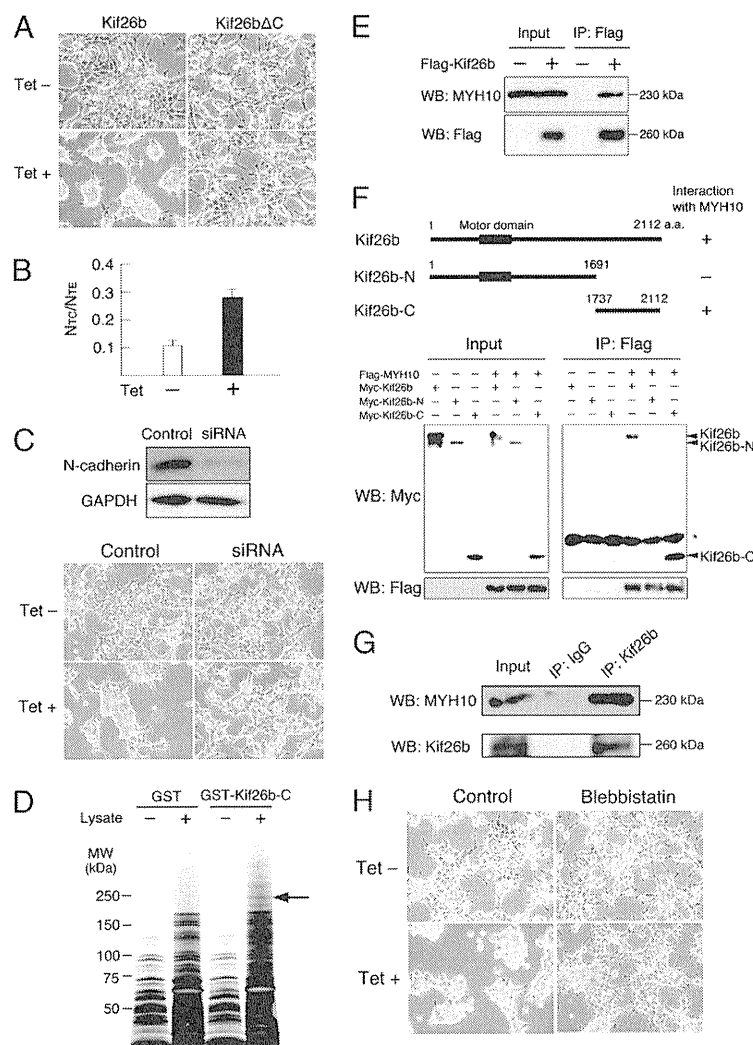 A
Kif26b Kif26bΔC
Tet −
Tet +
B
NTC/NTE
0.4
0.3
0.2
0.1
Tet − +
C
Control siRNA
N-cadherin
GAPDH
Control siRNA
Tet −
Tet +
D
GST GST-Kif26b-C
Lysate − + − +
MW
(kDa)
250
150
100
75
50
E
Input IP: Flag
Flag-Kif26b − + − +
WB: MYH10 230 kDa
WB: Flag 260 kDa
F
Interaction
with MYH10
1 Motor domain 2112 a.a.
Kif26b +
1 1691
Kif26b-N −
1737 2112
Kif26b-C +
Input IP: Flag
Flag-MYH10 − − − + + + − − − + + +
Myc-Kif26b + − − + − − + − − + − −
Myc-Kif26b-N − + − − + − − + − − + −
Myc-Kif26b-C − − + − − + − − + − − +
Kif26b
Kif26b-N
WB: Myc
*
Kif26b-C
WB: Flag
G
Input IP: IgG IP: Kif26b
WB: MYH10 230 kDa
WB: Kif26b 260 kDa
H
Control Blebbistatin
Tet −
Tet +